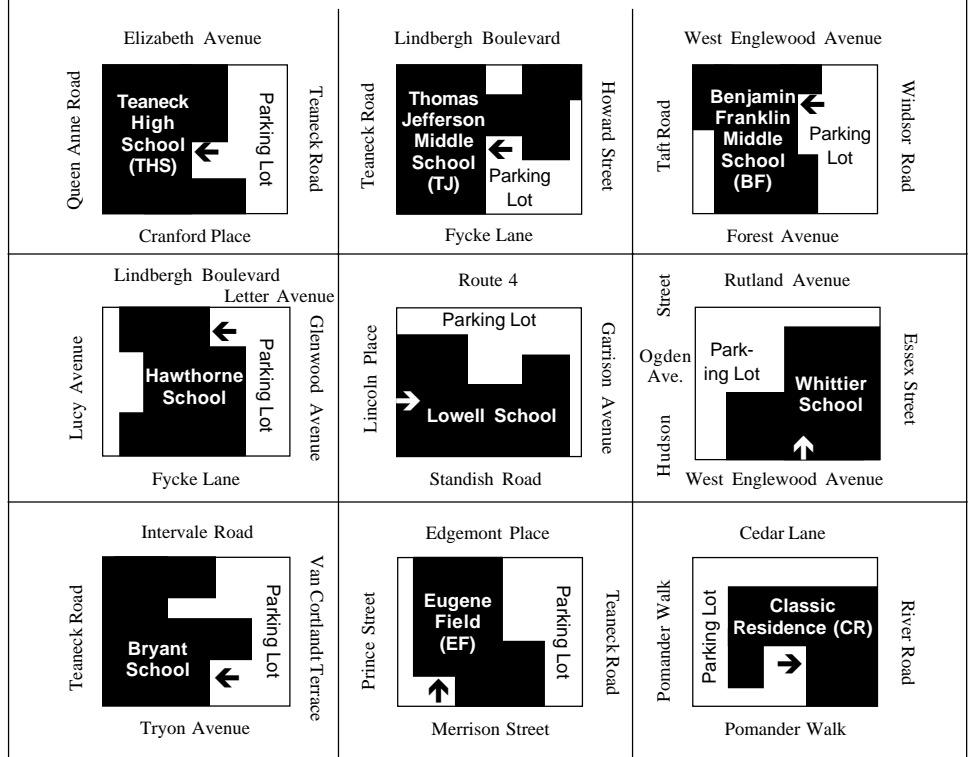 Elizabeth Avenue
Queen Anne Road
Teaneck
High
School
(THS)
Parking Lot
Teaneck Road
Cranford Place
Lindbergh Boulevard
Teaneck Road
Thomas
Jefferson
Middle
School
(TJ)
Parking
Lot
Howard Street
Fycke Lane
West Englewood Avenue
Taft Road
Benjamin
Franklin
Middle
School
(BF)
Parking
Lot
Windsor Road
Forest Avenue
Lindbergh Boulevard
Letter Avenue
Lucy Avenue
Hawthorne
School
Parking Lot
Glenwood Avenue
Fycke Lane
Route 4
Lincoln Place
Parking Lot
Lowell School
Garrison Avenue
Standish Road
Rutland Avenue
Street
Ogden
Ave.
Hudson
Park-
ing Lot
Whittier
School
Essex Street
West Englewood Avenue
Intervale Road
Teaneck Road
Bryant
School
Parking Lot
Van Cortlandt Terrace
Tryon Avenue
Edgemont Place
Prince Street
Eugene
Field
(EF)
Parking Lot
Teaneck Road
Merrison Street
Cedar Lane
Pomander Walk
Parking Lot
Classic
Residence (CR)
River Road
Pomander Walk